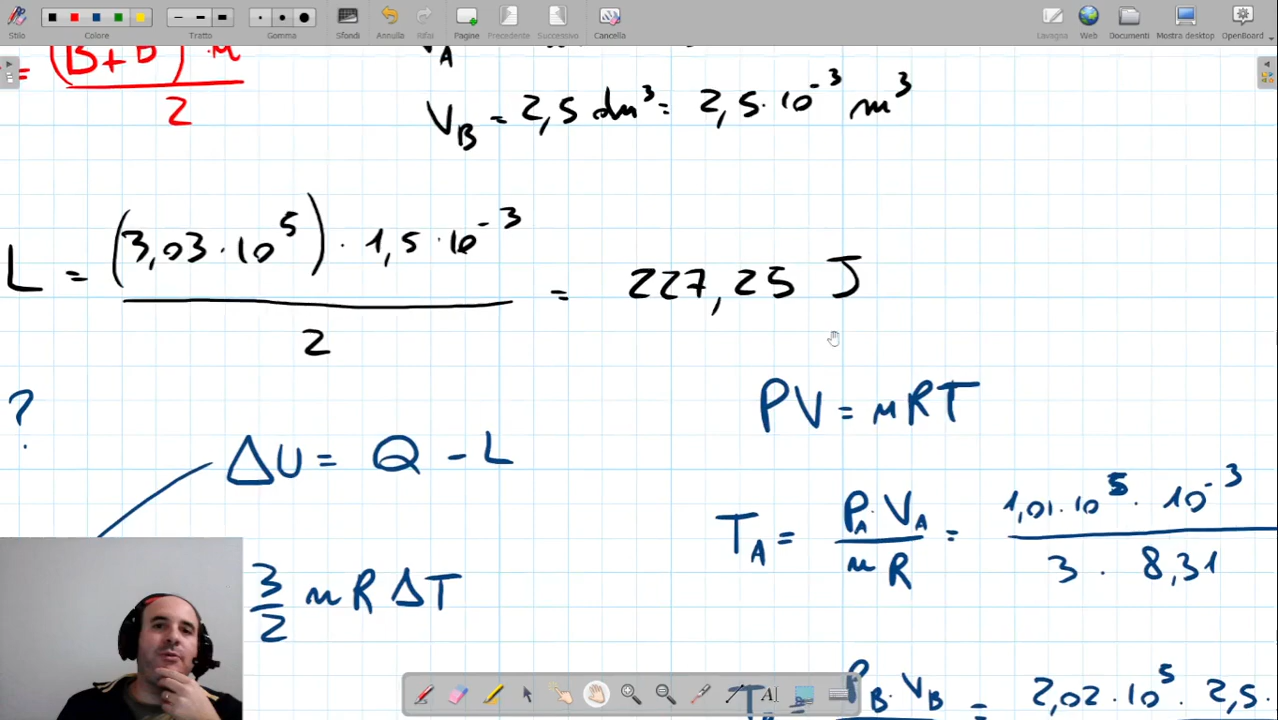 Stilo Colore Tratto Gomma Sfondi Annulla Rifai Pagine Precedente Successivo Cancella Lavagna Web Documenti Mostra desktop OpenBoard
= (B+b)·h / 2
V_A
V_B = 2,5 dm³ = 2,5·10⁻³ m³
L = (3,03·10⁵)·1,5·10⁻³ / 2 = 227,25 J
?
PV = nRT
ΔU = Q - L
T_A = P_A·V_A / nR = 1,01·10⁵·10⁻³ / 3·8,31
3/2 nRΔT
T = P_B·V_B = 2,02·10⁵·2,5·